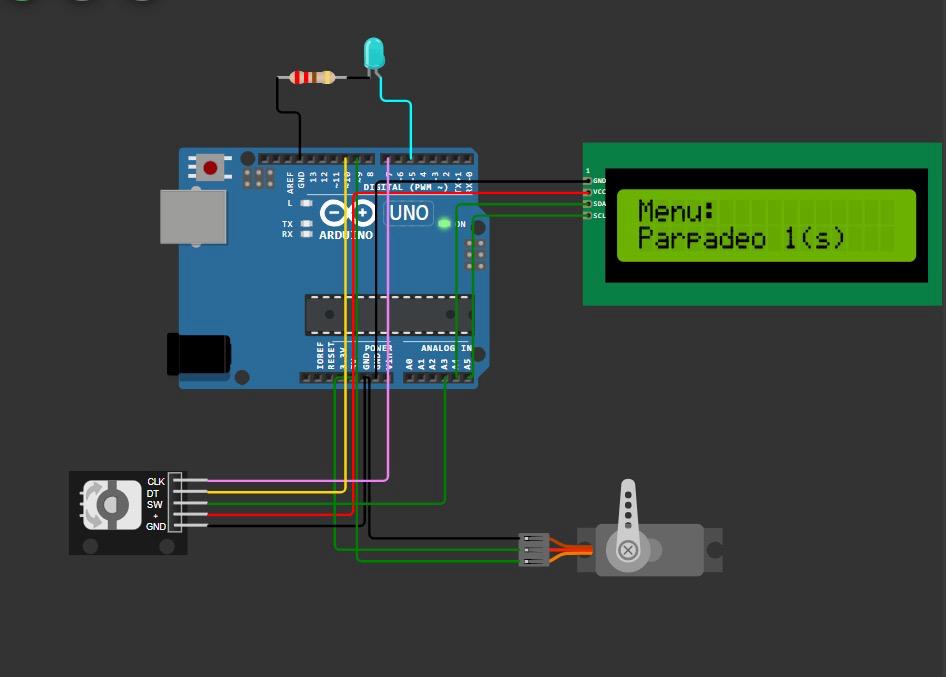 AREF
GND
13
12
~11
~10
~9
8
7
~6
~5
4
~3
2
TX→1
RX←0
DIGITAL (PWM ~)
L
TX
RX
UNO
ON
ARDUINO
IOREF
RESET
3.3V
GND
GND
POWER
ANALOG IN
A0
A1
A2
A3
A4
A5
1
GND
VCC
SDA
SCL
Menu:
Parpadeo 1(s)
CLK
DT
SW
+
GND